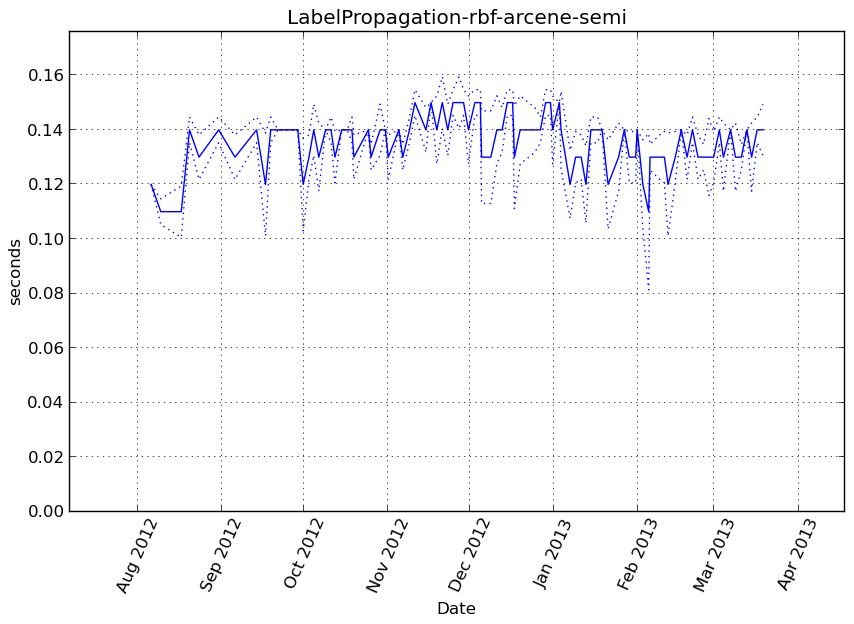 LabelPropagation-rbf-arcene-semi
0.16
0.14
0.12
0.10
0.08
0.06
0.04
0.02
0.00
seconds
Aug 2012
Sep 2012
Oct 2012
Nov 2012
Dec 2012
Jan 2013
Feb 2013
Mar 2013
Apr 2013
Date